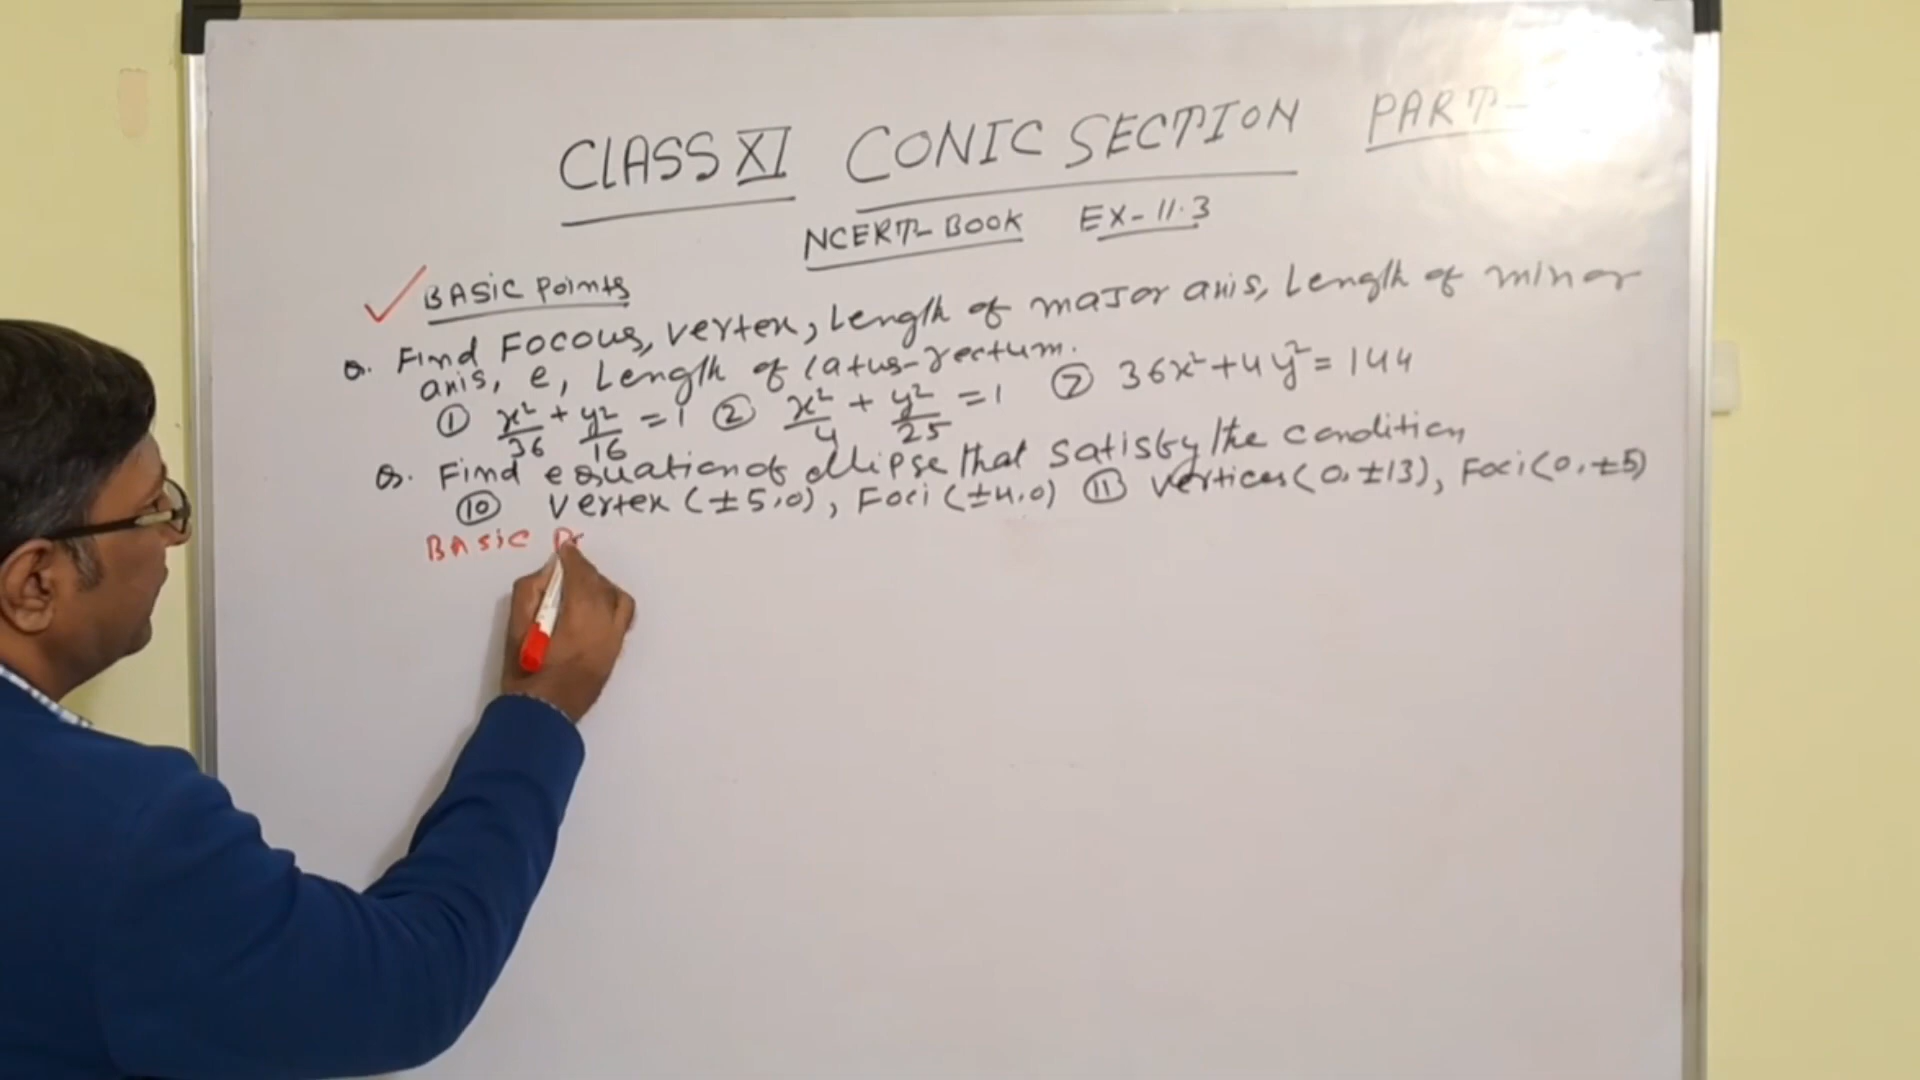 CLASS XI CONIC SECTION PART-
NCERT BOOK EX-11.3
BASIC Points
Q. Find Focous, vertex, Length of major axis, Length of minor
axis, e, Length of latus-rectum.
① x²/36 + y²/16 = 1 ② x²/4 + y²/25 = 1 ⑦ 36x² + 4y² = 144
Q. Find equation of ellipse that satisfy the condition
⑩ Vertex (±5,0), Foci (±4,0) ⑪ Vertices (0,±13), Foci (0,±5)
BASIC